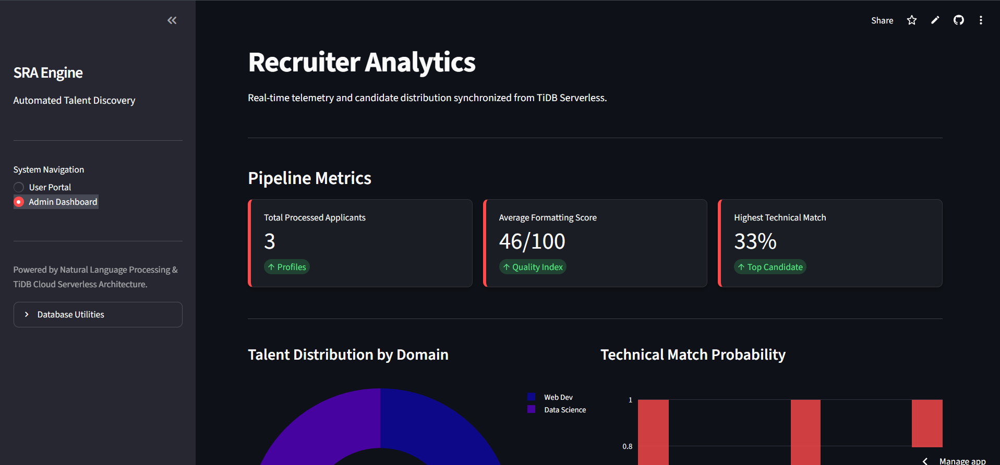 Share
SRA Engine
Automated Talent Discovery
System Navigation
User Portal
Admin Dashboard
Powered by Natural Language Processing &
TiDB Cloud Serverless Architecture.
Database Utilities
Recruiter Analytics
Real-time telemetry and candidate distribution synchronized from TiDB Serverless.
Pipeline Metrics
Total Processed Applicants
3
↑ Profiles
Average Formatting Score
46/100
↑ Quality Index
Highest Technical Match
33%
↑ Top Candidate
Talent Distribution by Domain
Web Dev
Data Science
Technical Match Probability
1
0.8
Manage app